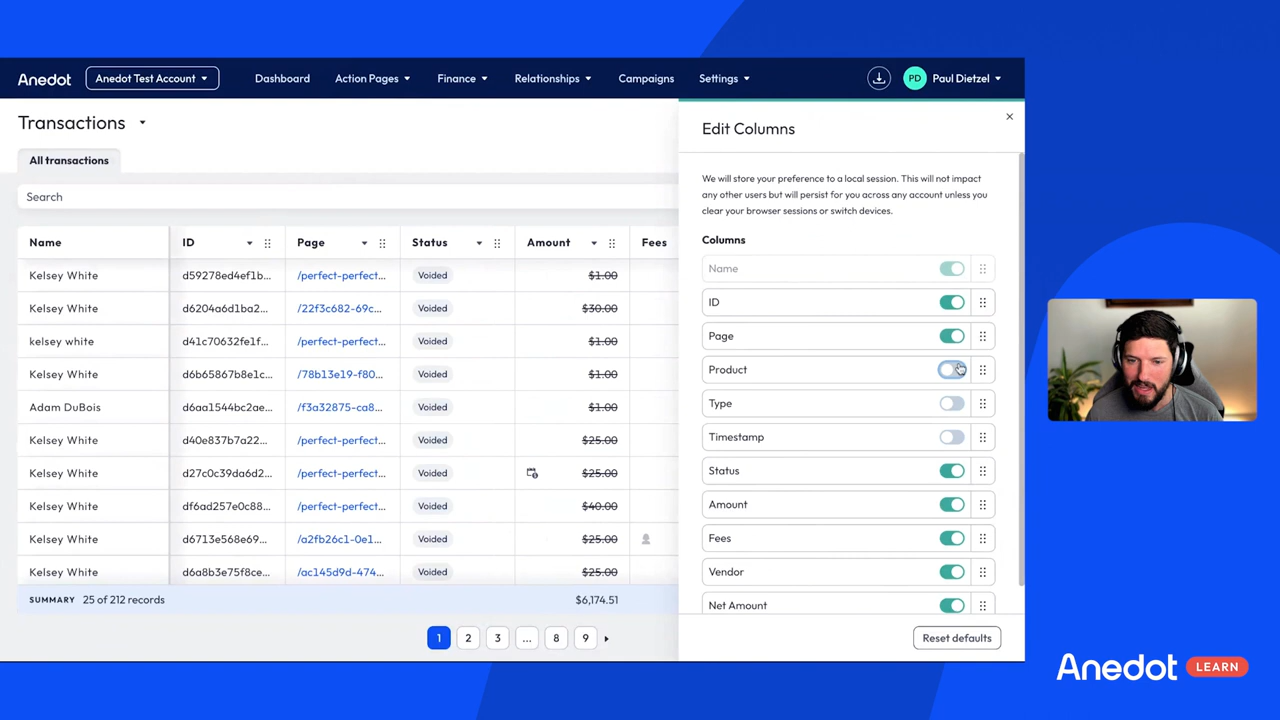 Anedot
Anedot Test Account
Dashboard
Action Pages
Finance
Relationships
Campaigns
Settings
PD
Paul Dietzel
Transactions
All transactions
Search
Name ID Page Status Amount Fees
Kelsey White d59278ed4ef1b... /perfect-perfect... Voided $1.00
Kelsey White d6204a6d1ba2... /22f3c682-69c... Voided $30.00
kelsey white d41c70632fe1f... /perfect-perfect... Voided $1.00
Kelsey White d6b65867b8e1c... /78b13e19-f80... Voided $1.00
Adam DuBois d6aa1544bc2ae... /f3a32875-ca8... Voided $1.00
Kelsey White d40e837b7a22... /perfect-perfect... Voided $25.00
Kelsey White d27c0c39da6d2... /perfect-perfect... Voided $25.00
Kelsey White df6ad257e0c88... /perfect-perfect... Voided $40.00
Kelsey White d6713e568e69... /a2fb26c1-0e1... Voided $25.00
Kelsey White d6a8b3e75f8ce... /ac145d9d-474... Voided $25.00
SUMMARY 25 of 212 records $6,174.51
1 2 3 ... 8 9
Edit Columns
We will store your preference to a local session. This will not impact
any other users but will persist for you across any account unless you
clear your browser sessions or switch devices.
Columns
Name
ID
Page
Product
Type
Timestamp
Status
Amount
Fees
Vendor
Net Amount
Reset defaults
Anedot LEARN